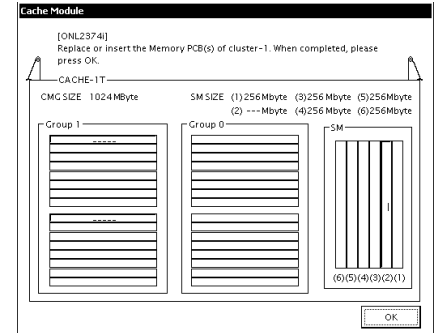 Cache Module
[ONL2374i]
Replace or insert the Memory PCB(s) of cluster-1. When completed, please
press OK.
CACHE-1T
CMG SIZE 1024 MByte SM SIZE (1)256Mbyte (3)256 Mbyte (5)256Mbyte
(2) ---Mbyte (4)256 Mbyte (6)256Mbyte
Group 1 Group 0 SM
-----
-----
(6)(5)(4)(3)(2)(1)
OK